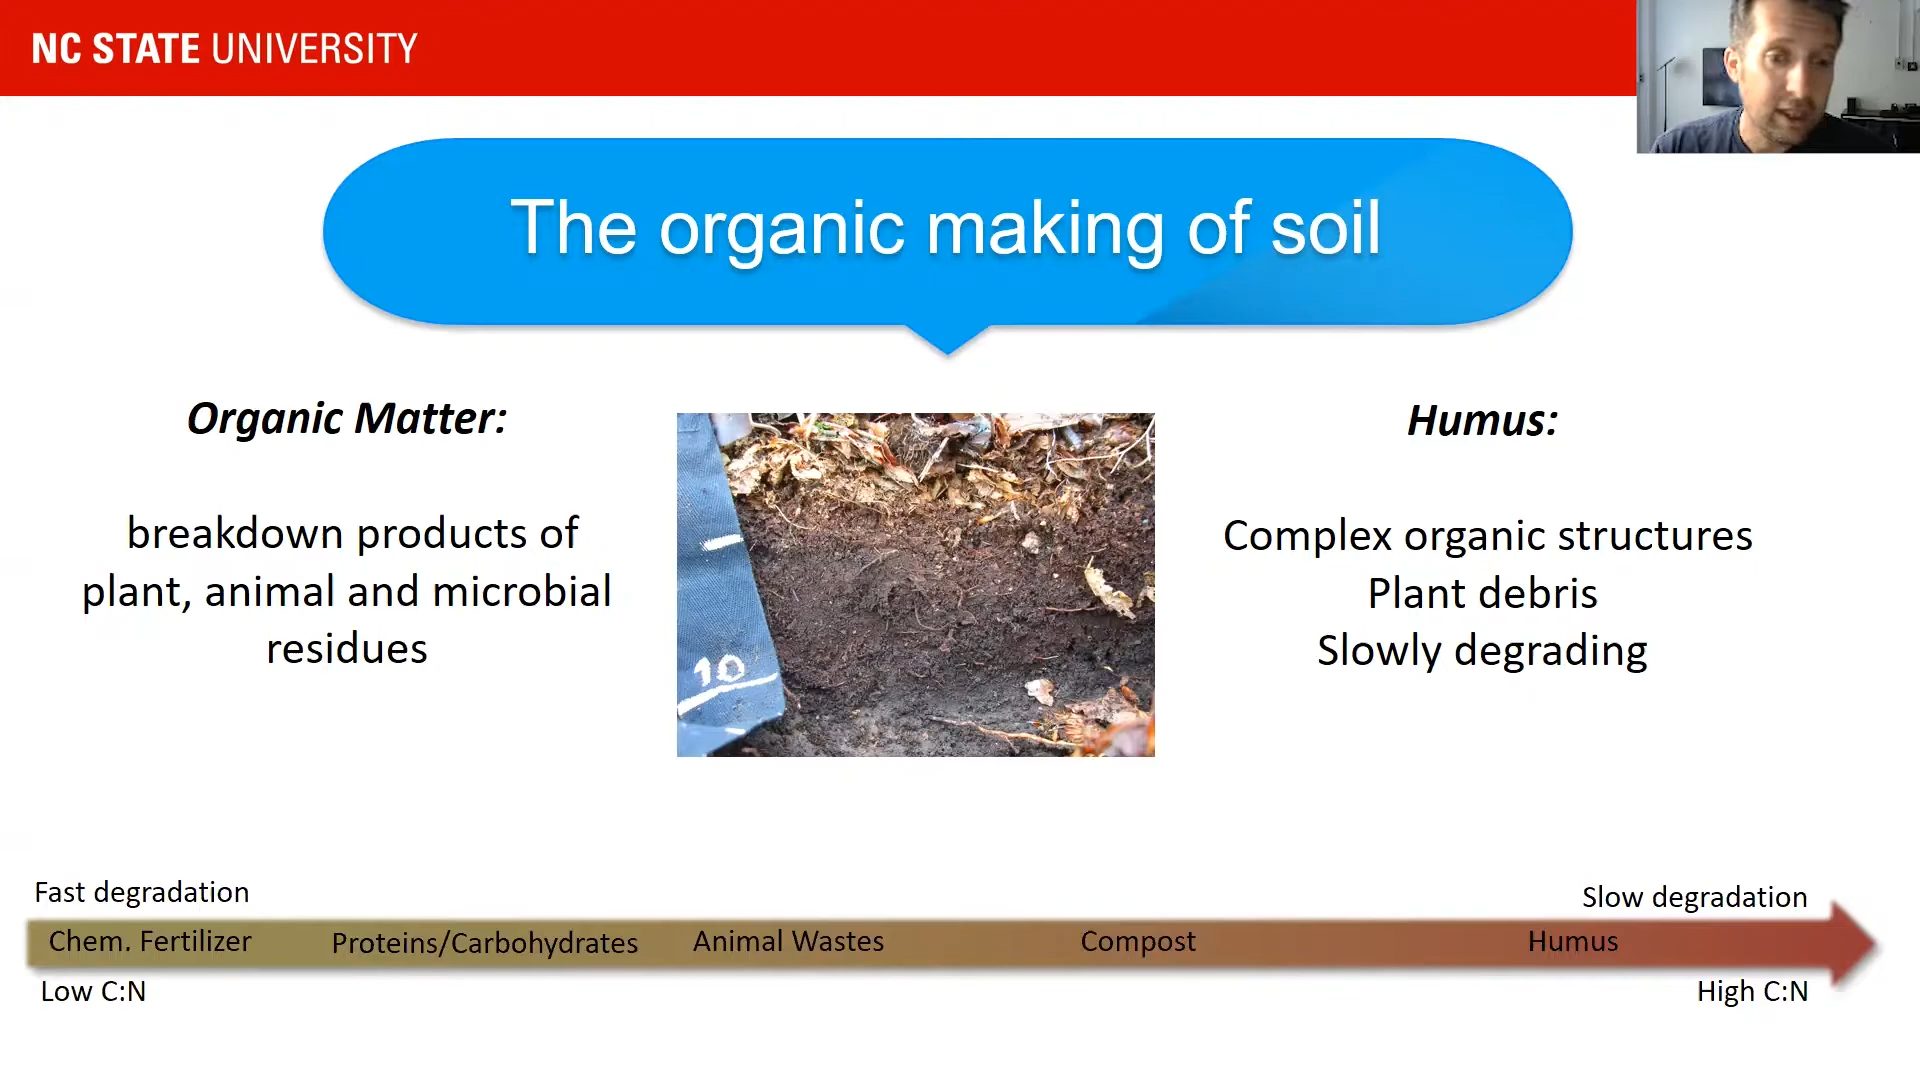 NC STATE UNIVERSITY
The organic making of soil
Organic Matter:
breakdown products of
plant, animal and microbial
residues
10
Humus:
Complex organic structures
Plant debris
Slowly degrading
Fast degradation
Slow degradation
Chem. Fertilizer
Proteins/Carbohydrates
Animal Wastes
Compost
Humus
Low C:N
High C:N